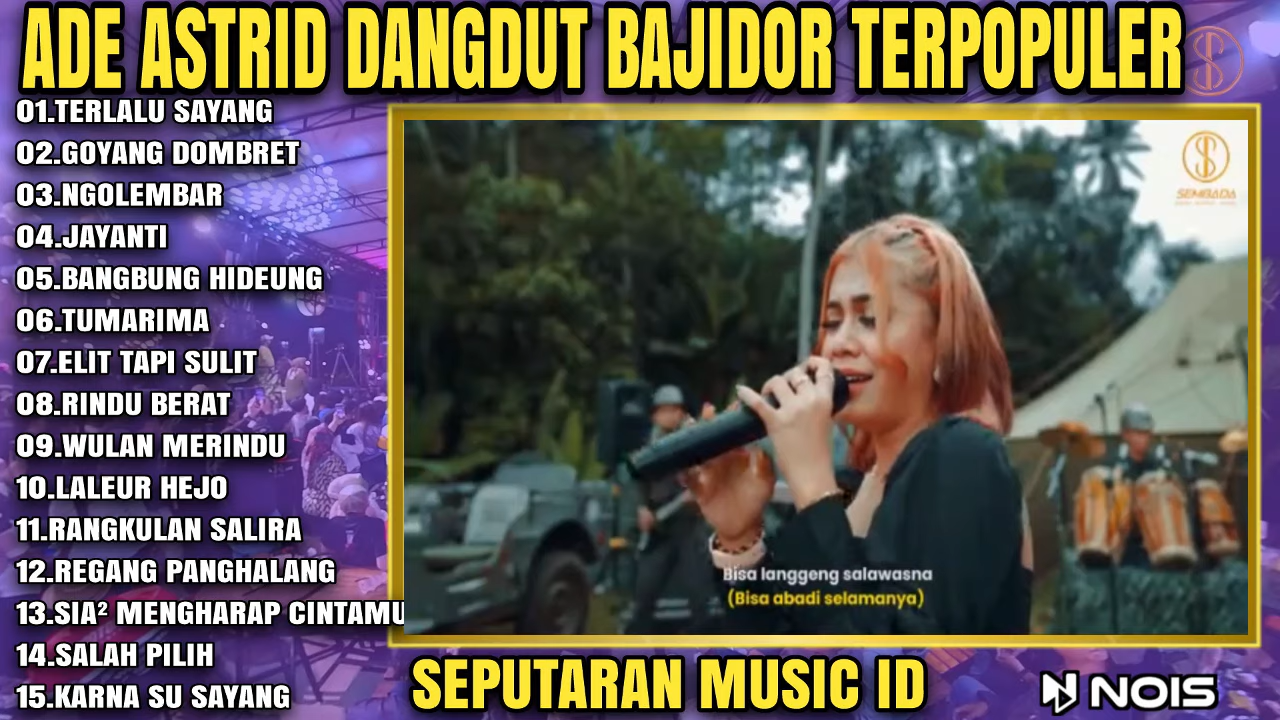 ADE ASTRID DANGDUT BAJIDOR TERPOPULER
01.TERLALU SAYANG
02.GOYANG DOMBRET
03.NGOLEMBAR
04.JAYANTI
05.BANGBUNG HIDEUNG
06.TUMARIMA
07.ELIT TAPI SULIT
08.RINDU BERAT
09.WULAN MERINDU
10.LALEUR HEJO
11.RANGKULAN SALIRA
12.REGANG PANGHALANG
13.SIA² MENGHARAP CINTAMU
14.SALAH PILIH
15.KARNA SU SAYANG
SEMBADA
Bisa langgeng salawasna
(Bisa abadi selamanya)
SEPUTARAN MUSIC ID
NOIS